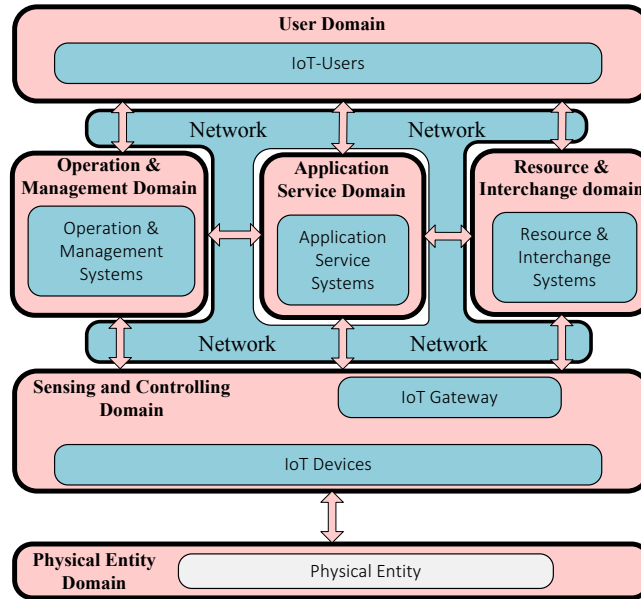 User Domain
IoT-Users
Network
Network
Operation &
Management Domain
Operation &
Management
Systems
Application
Service Domain
Application
Service
Systems
Resource &
Interchange domain
Resource &
Interchange
Systems
Network
Network
Sensing and Controlling
Domain
IoT Gateway
IoT Devices
Physical Entity
Domain
Physical Entity